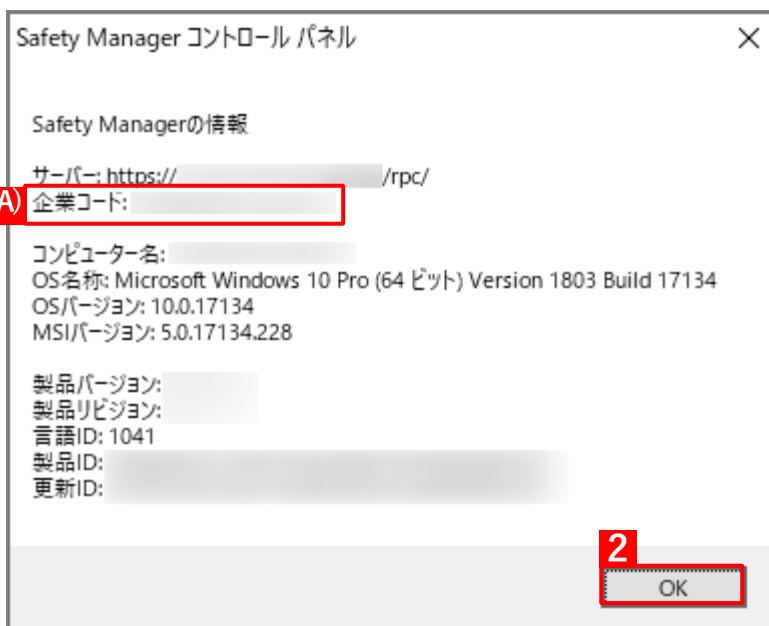 Safety Manager コントロール パネル
Safety Managerの情報
サーバー: https:// /rpc/
A)
企業コード:
コンピューター名:
OS名称: Microsoft Windows 10 Pro (64 ビット) Version 1803 Build 17134
OSバージョン: 10.0.17134
MSIバージョン: 5.0.17134.228
製品バージョン:
製品リビジョン:
言語ID: 1041
製品ID:
更新ID:
2
OK